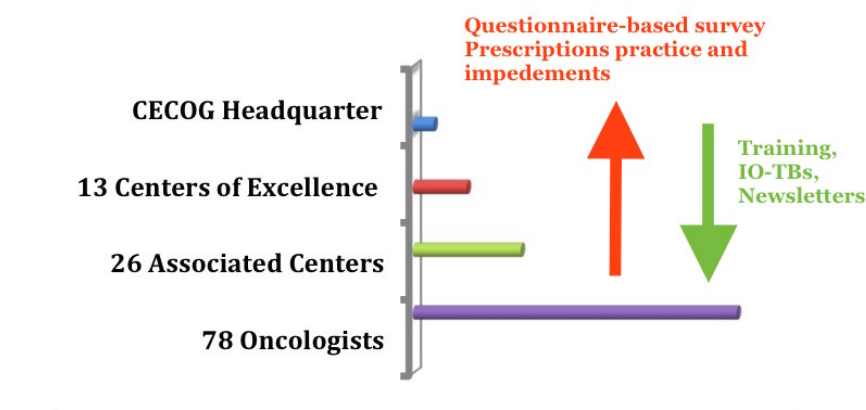 Questionnaire-based survey
Prescriptions practice and
impedements
CECOG Headquarter
Training,
IO-TBs,
Newsletters
13 Centers of Excellence
26 Associated Centers
78 Oncologists